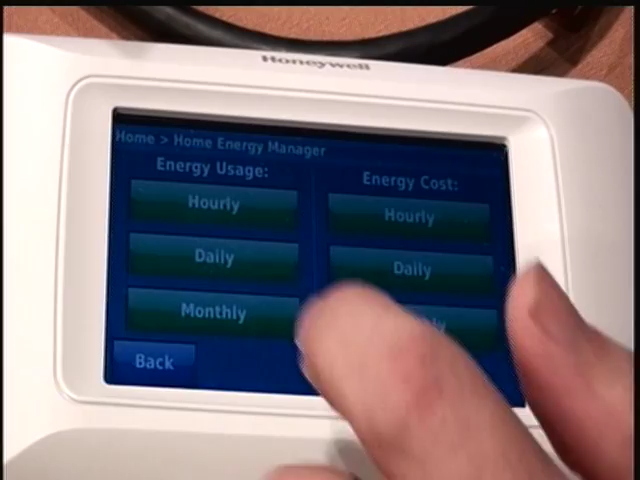 Honeywell
Home > Home Energy Manager
Energy Usage:
Hourly
Daily
Monthly
Back
Energy Cost:
Hourly
Daily